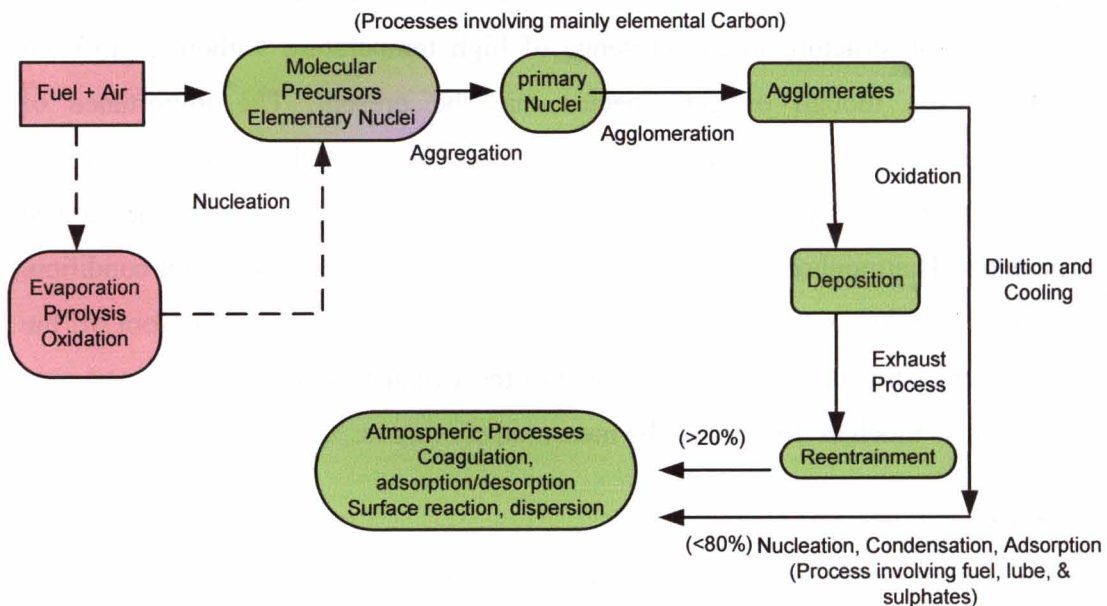 (Processes involving mainly elemental Carbon)
Fuel + Air
Molecular
Precursors
Elementary Nuclei
primary
Nuclei
Agglomerates
Aggregation
Agglomeration
Nucleation
Oxidation
Evaporation
Pyrolysis
Oxidation
Deposition
Dilution and
Cooling
Exhaust
Process
Atmospheric Processes
Coagulation,
adsorption/desorption
Surface reaction, dispersion
(>20%)
Reentrainment
(<80%) Nucleation, Condensation, Adsorption
(Process involving fuel, lube, &
sulphates)